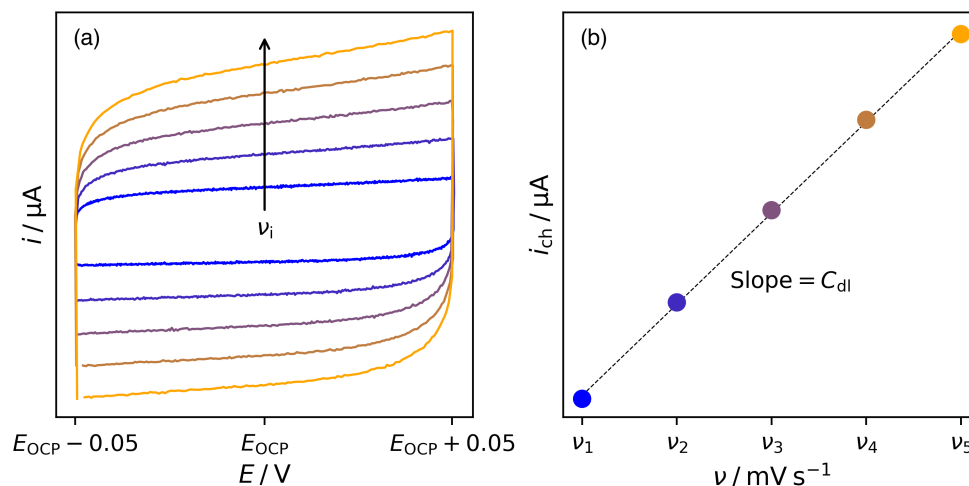 (a)
i / μA
ν_i
E_OCP − 0.05
E_OCP
E_OCP + 0.05
E / V
(b)
i_ch / μA
Slope = C_dl
ν_1
ν_2
ν_3
ν_4
ν_5
ν / mV s⁻¹